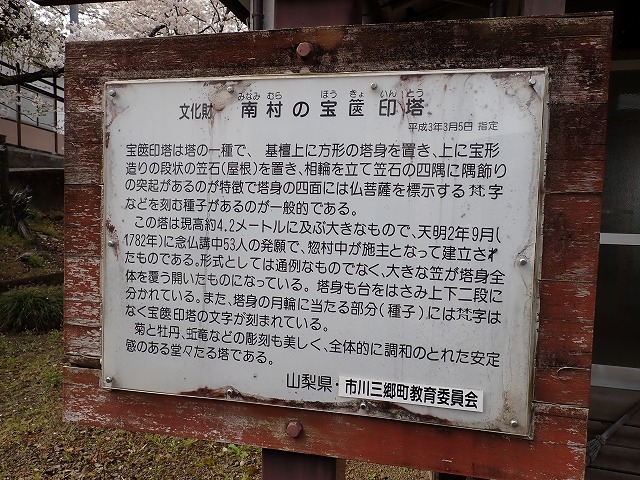 みなみ むら ほう きょ いん とう
文化財 南村の宝篋印塔
平成3年3月5日 指定
宝篋印塔は塔の一種で、基檀上に方形の塔身を置き、上に宝形
造りの段状の笠石(屋根)を置き、相輪を立て笠石の四隅に隅飾り
の突起があるのが特徴で塔身の四面には仏菩薩を標示する梵字
などを刻む種子があるのが一般的である。
この塔は現高約4.2メートルに及ぶ大きなもので、天明2年9月(
1782年)に念仏講中53人の発願で、惣村中が施主となって建立され
たものである。形式としては通例なものでなく、大きな笠が塔身全
体を覆う開いたものになっている。塔身も台をはさみ上下二段に
分かれている。また、塔身の月輪に当たる部分(種子)には梵字は
なく宝篋印塔の文字が刻まれている。
菊と牡丹、蚯竜などの彫刻も美しく、全体的に調和のとれた安定
感のある堂々たる塔である。
山梨県・市川三郷町教育委員会